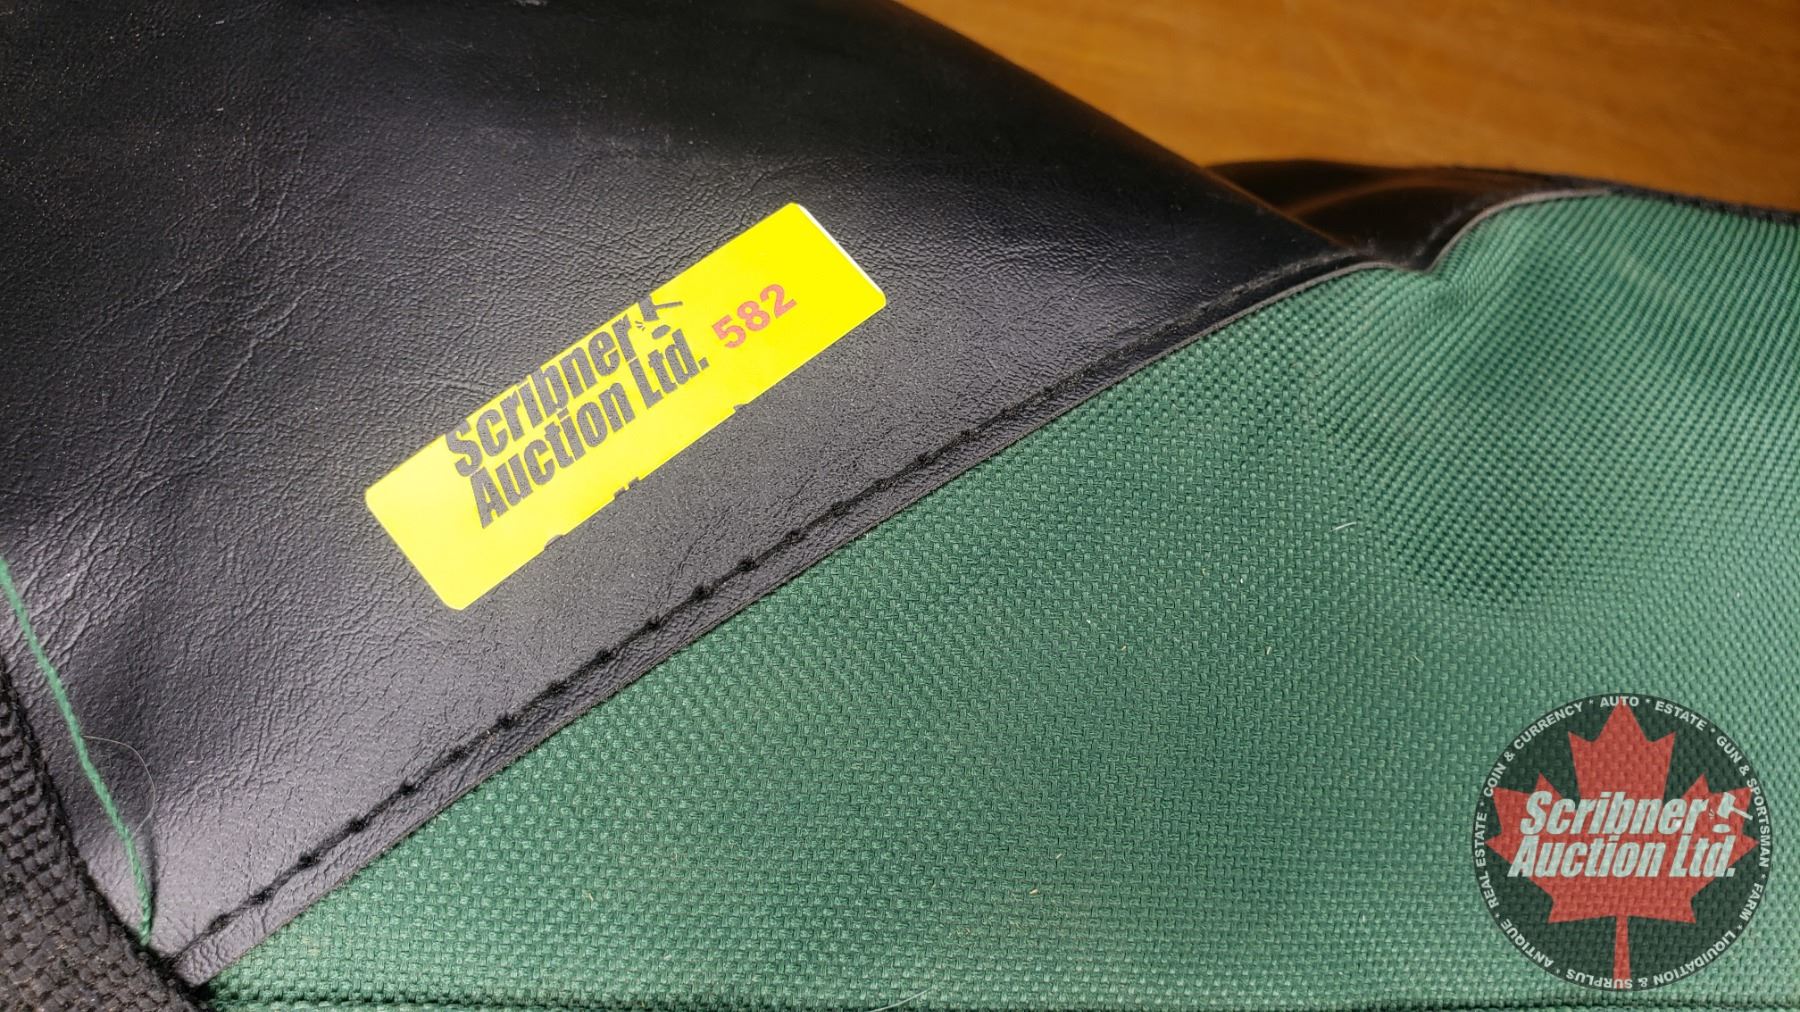 Scribner
Auction Ltd.
582
COIN & CURRENCY * AUTO * ESTATE * GUN & SPORTSMAN * FARM * LIQUIDATION & SURPLUS * ANTIQUE * REAL ESTATE *
Scribner
Auction Ltd.